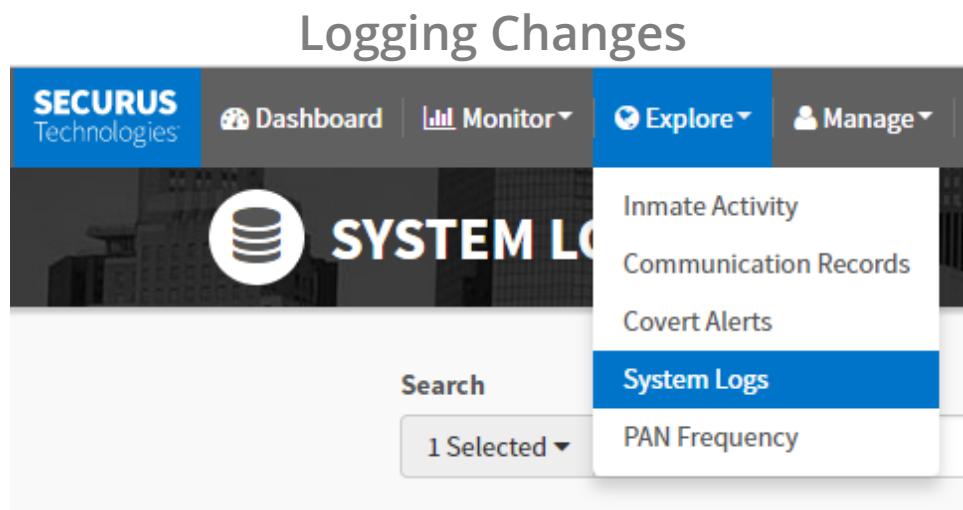 Logging Changes
SECURUS
Technologies
Dashboard
Monitor
Explore
Manage
SYSTEM
Inmate Activity
Communication Records
Covert Alerts
System Logs
PAN Frequency
Search
1 Selected